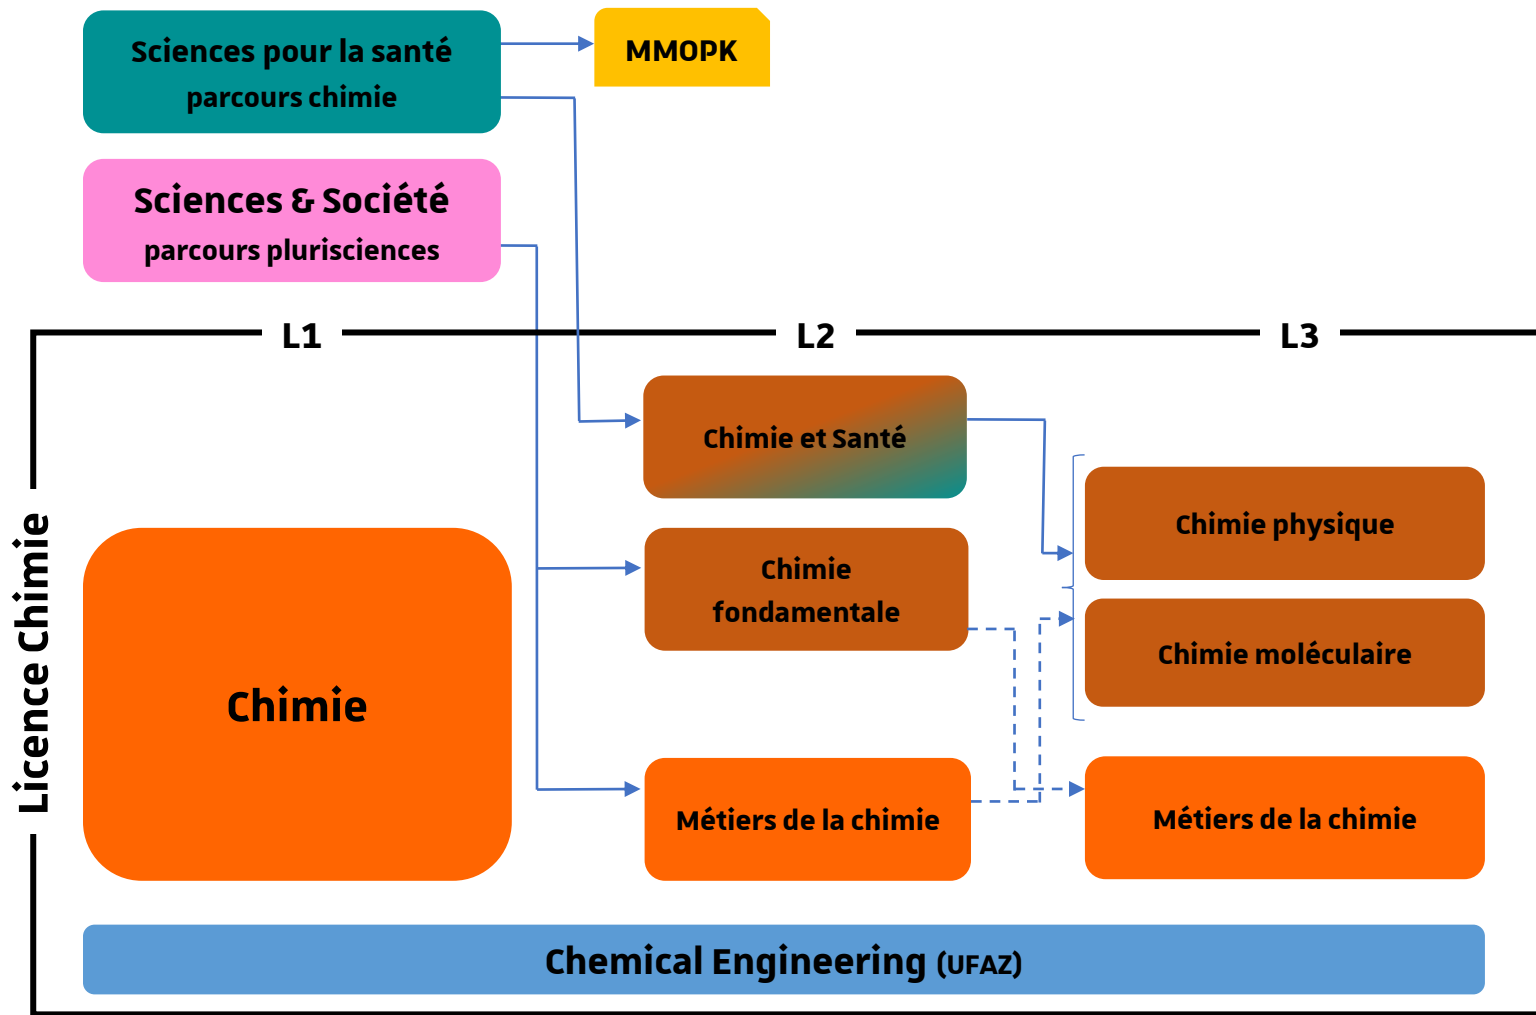 Sciences pour la santé
parcours chimie
MMOPK
Sciences & Société
parcours plurisciences
L1
L2
L3
Licence Chimie
Chimie et Santé
Chimie physique
Chimie
fondamentale
Chimie moléculaire
Chimie
Métiers de la chimie
Métiers de la chimie
Chemical Engineering (UFAZ)